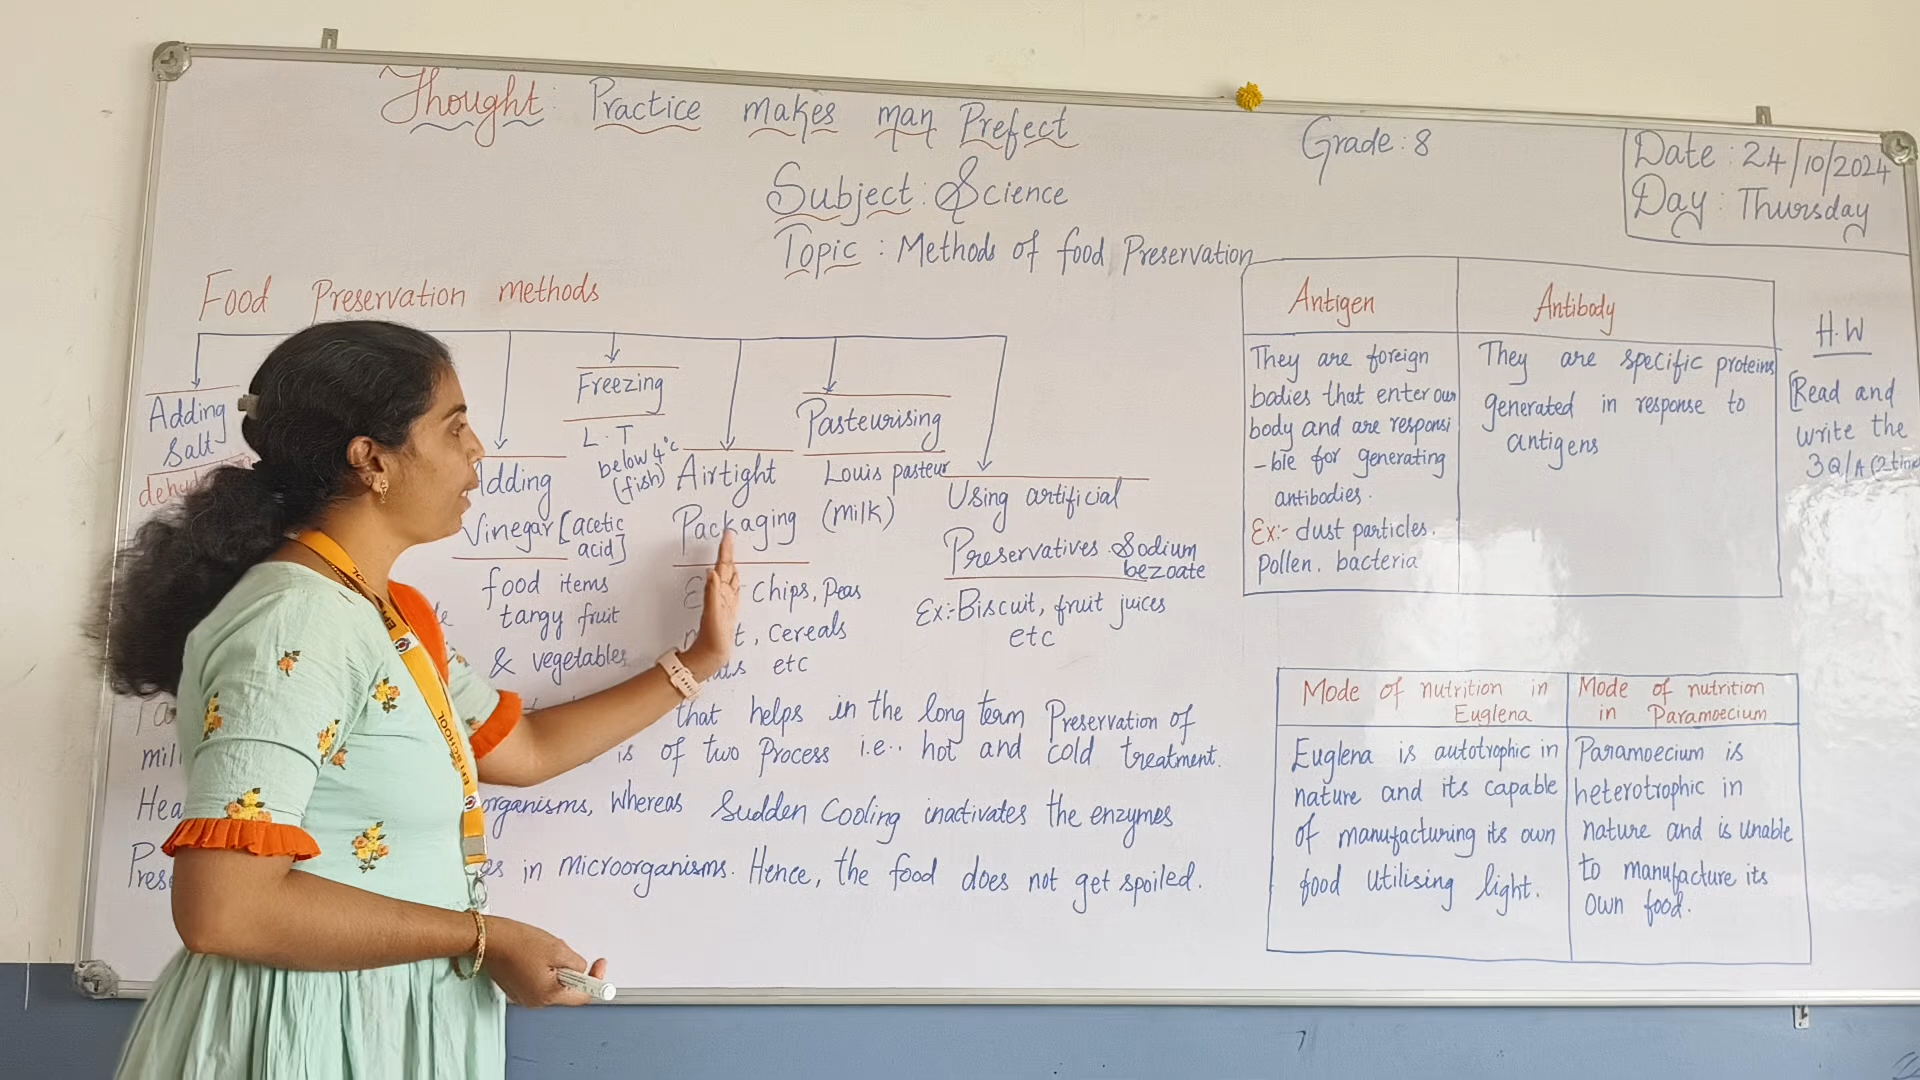 Thought: Practice makes man Prefect
Grade: 8
Date: 24/10/2024
Day: Thursday
Subject: Science
Topic: Methods of food Preservation
Food Preservation methods
Adding
Salt
Adding
Vinegar [acetic
acid]
food items
tangy fruit
& vegetables
Freezing
L.T
below 4°c
(fish)
Airtight
Packaging
Chips, Peas
Cereals
etc
Pasteurising
Louis pasteur
(milk)
Using artificial
Preservatives. Sodium
bezoate
Ex:- Biscuit, fruit juices
etc
that helps in the long term Preservation of
is of two Process i.e.. hot and cold treatment.
organisms, whereas Sudden Cooling inactivates the enzymes
in microorganisms. Hence, the food does not get spoiled.
Antigen
They are foreign
bodies that enter our
body and are responsi
-ble for generating
antibodies.
Ex:- dust particles.
Pollen. bacteria
Antibody
They are specific proteins
generated in response to
antigens
H.W
Read and
write the
3 Q/A
Mode of nutrition in
Euglena
Euglena is autotrophic in
nature and its capable
of manufacturing its own
food utilising light.
Mode of nutrition
in Paramoecium
Paramoecium is
heterotrophic in
nature and is unable
to manufacture its
own food.